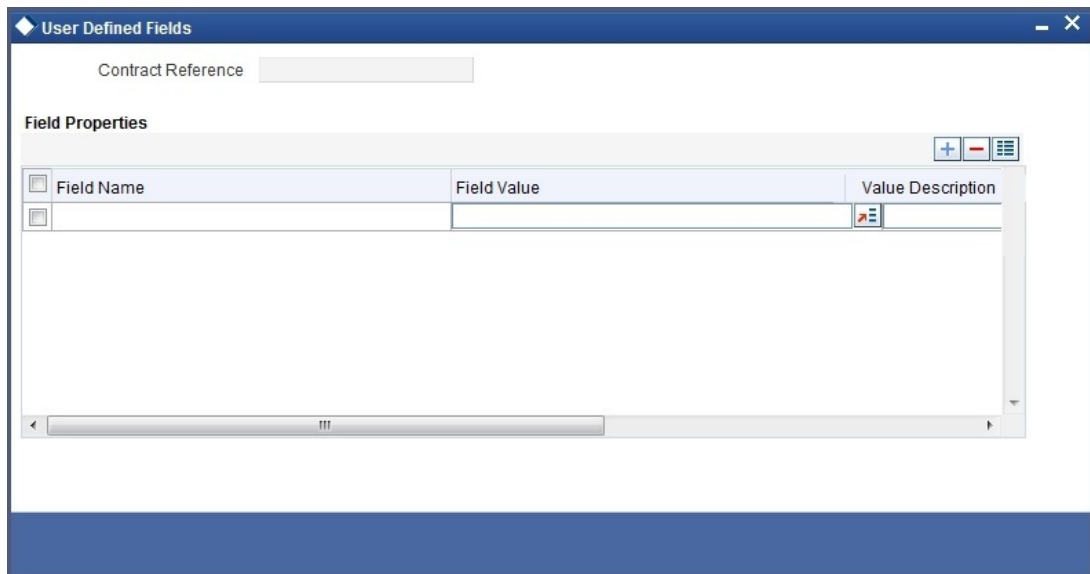 User Defined Fields
Contract Reference
Field Properties
Field Name Field Value Value Description